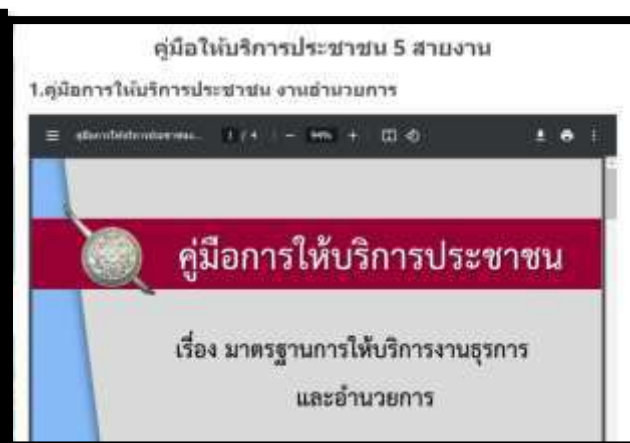 คู่มือให้บริการประชาชน 5 สายงาน
1.คู่มือการให้บริการประชาชน งานอำนวยการ
1 / 4
คู่มือการให้บริการประชาชน
เรื่อง มาตรฐานการให้บริการงานธุรการ
และอำนวยการ